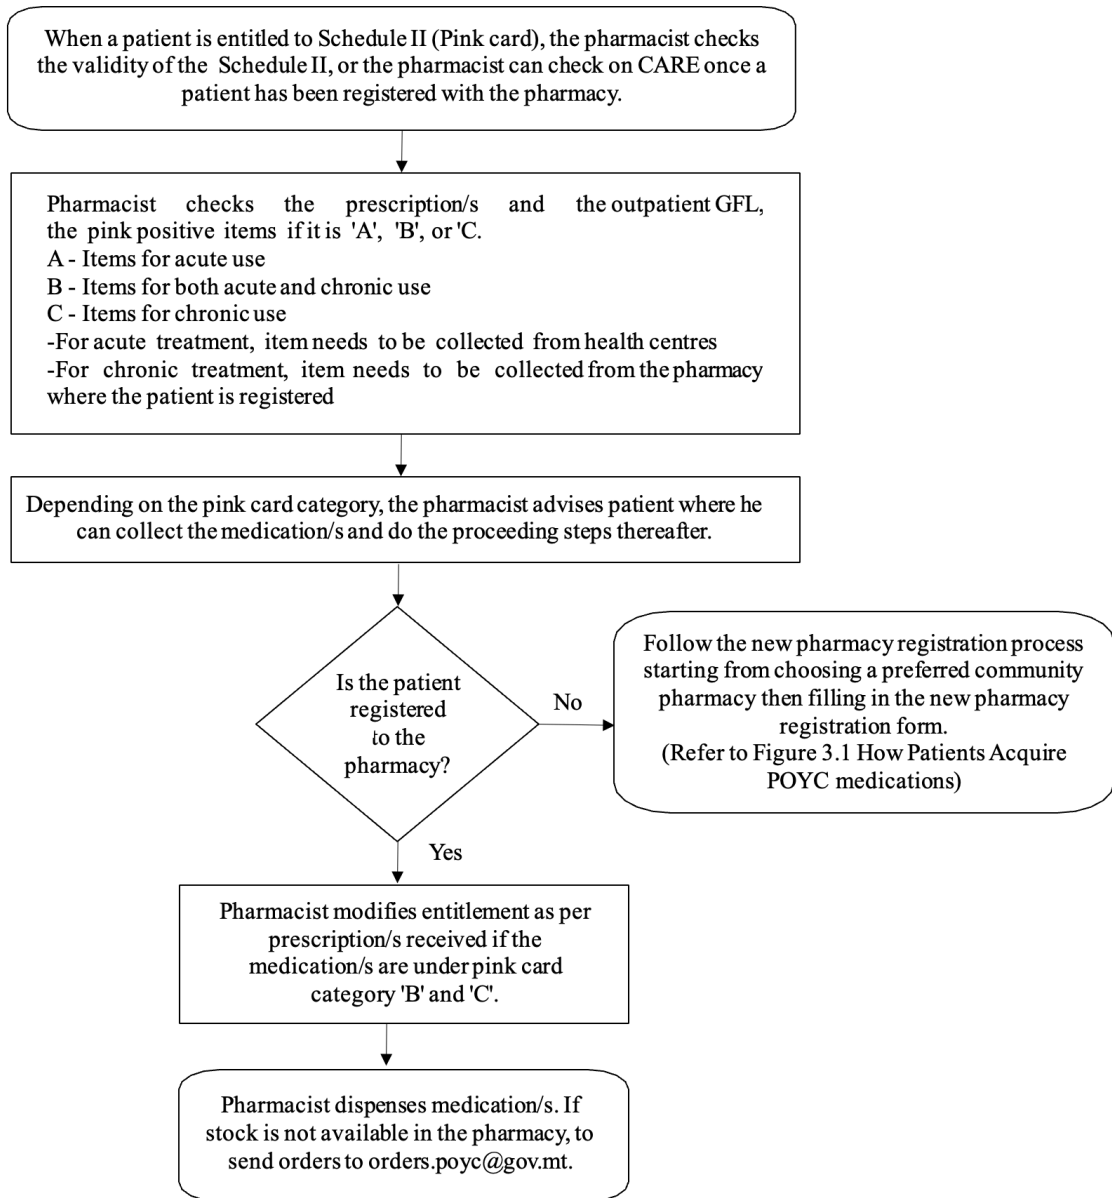 When a patient is entitled to Schedule II (Pink card), the pharmacist checks
the validity of the Schedule II, or the pharmacist can check on CARE once a
patient has been registered with the pharmacy.
Pharmacist checks the prescription/s and the outpatient GFL,
the pink positive items if it is 'A', 'B', or 'C.
A - Items for acute use
B - Items for both acute and chronic use
C - Items for chronic use
-For acute treatment, item needs to be collected from health centres
-For chronic treatment, item needs to be collected from the pharmacy
where the patient is registered
Depending on the pink card category, the pharmacist advises patient where he
can collect the medication/s and do the proceeding steps thereafter.
Is the patient
registered
to the
pharmacy?
No
Follow the new pharmacy registration process
starting from choosing a preferred community
pharmacy then filling in the new pharmacy
registration form.
(Refer to Figure 3.1 How Patients Acquire
POYC medications)
Yes
Pharmacist modifies entitlement as per
prescription/s received if the
medication/s are under pink card
category 'B' and 'C'.
Pharmacist dispenses medication/s. If
stock is not available in the pharmacy, to
send orders to orders.poyc@gov.mt.